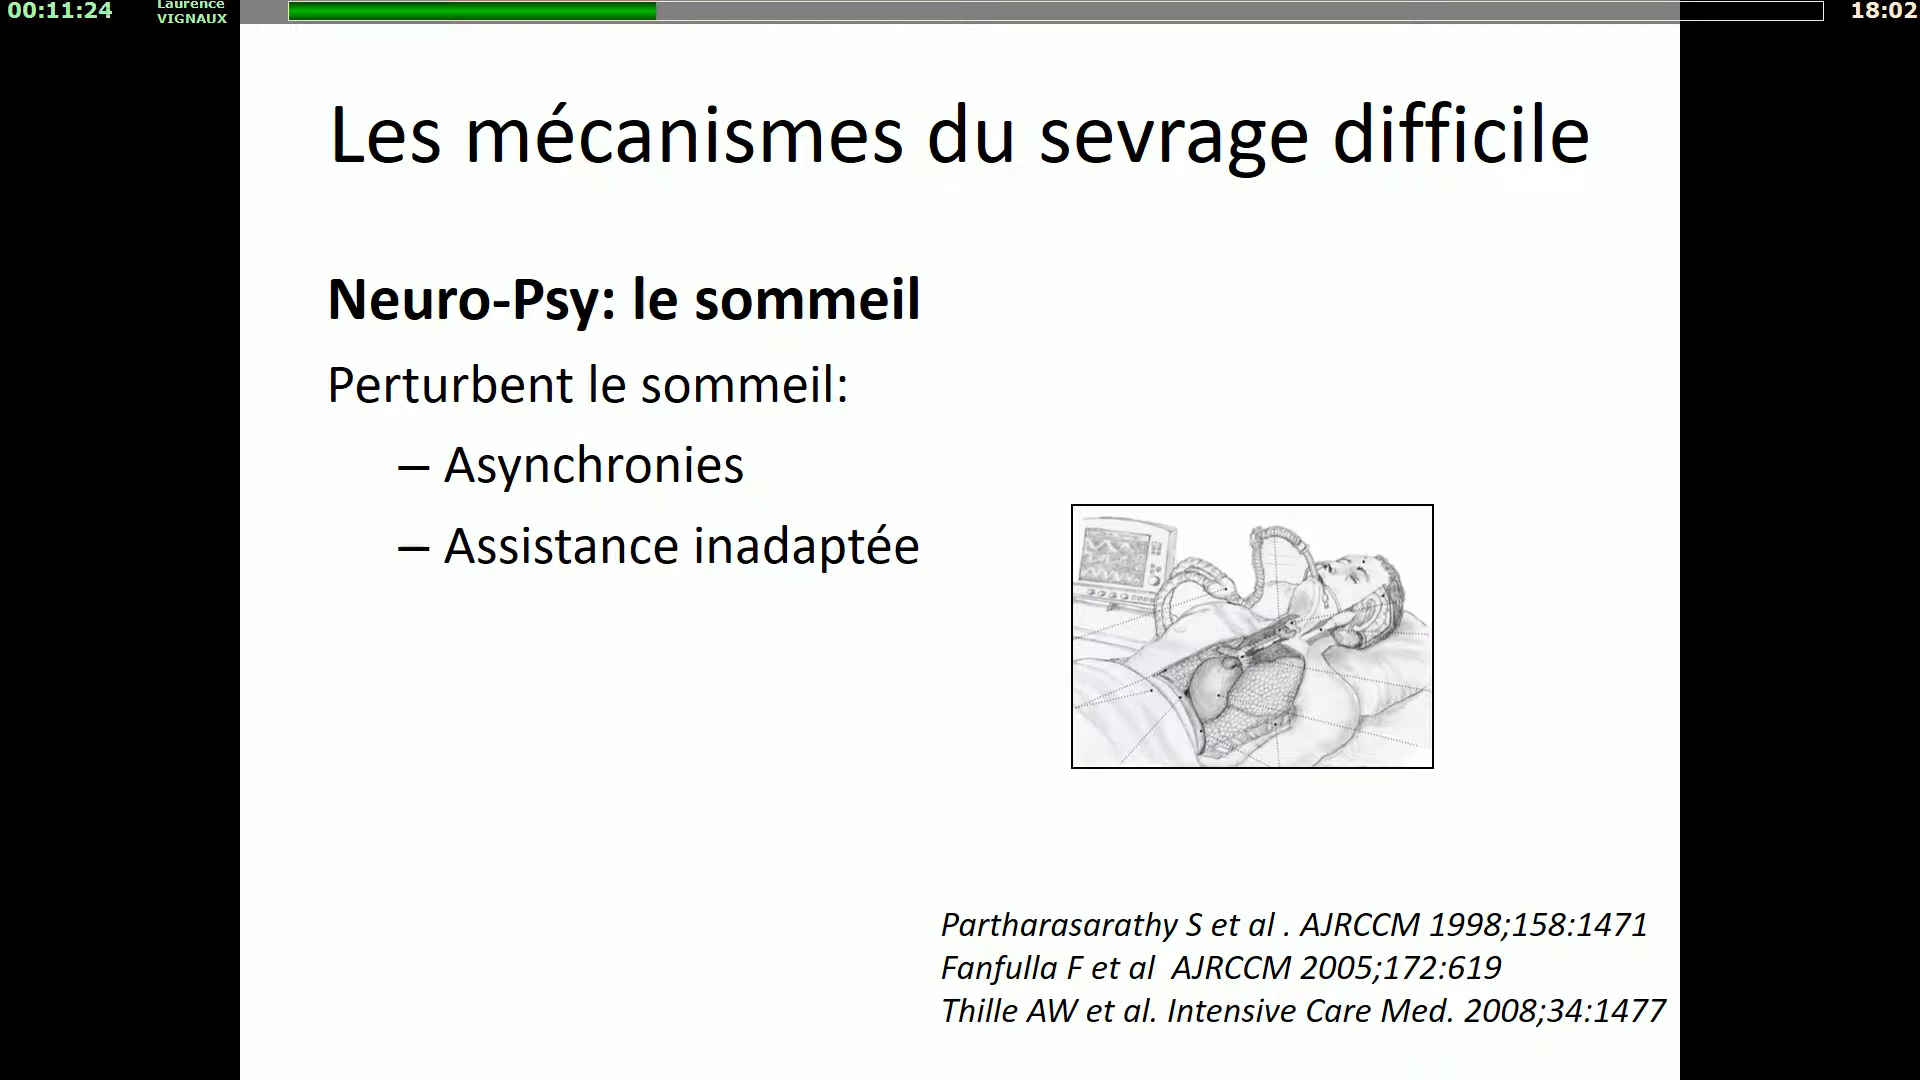 00:11:24
Laurence
VIGNAUX
18:02
Les mécanismes du sevrage difficile
Neuro-Psy: le sommeil
Perturbent le sommeil:
– Asynchronies
– Assistance inadaptée
Partharasarathy S et al . AJRCCM 1998;158:1471
Fanfulla F et al  AJRCCM 2005;172:619
Thille AW et al. Intensive Care Med. 2008;34:1477